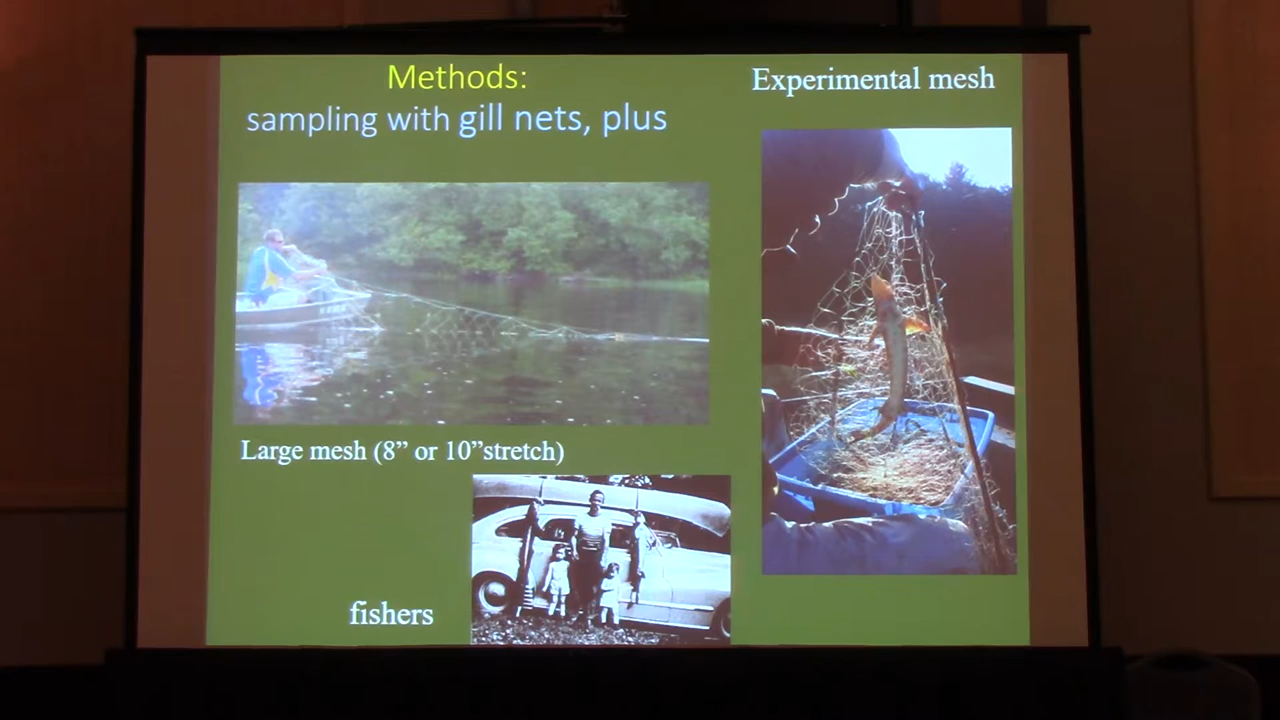 Methods:
sampling with gill nets, plus
Experimental mesh
Large mesh (8” or 10”stretch)
fishers